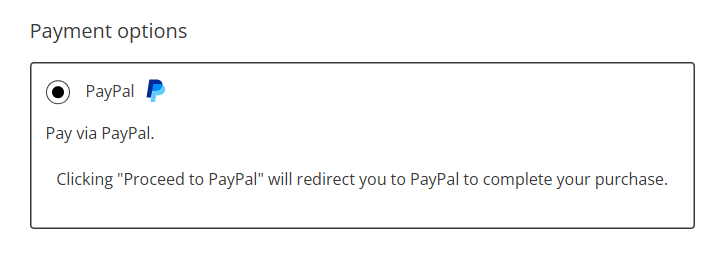 Payment options
PayPal
Pay via PayPal.
Clicking "Proceed to PayPal" will redirect you to PayPal to complete your purchase.